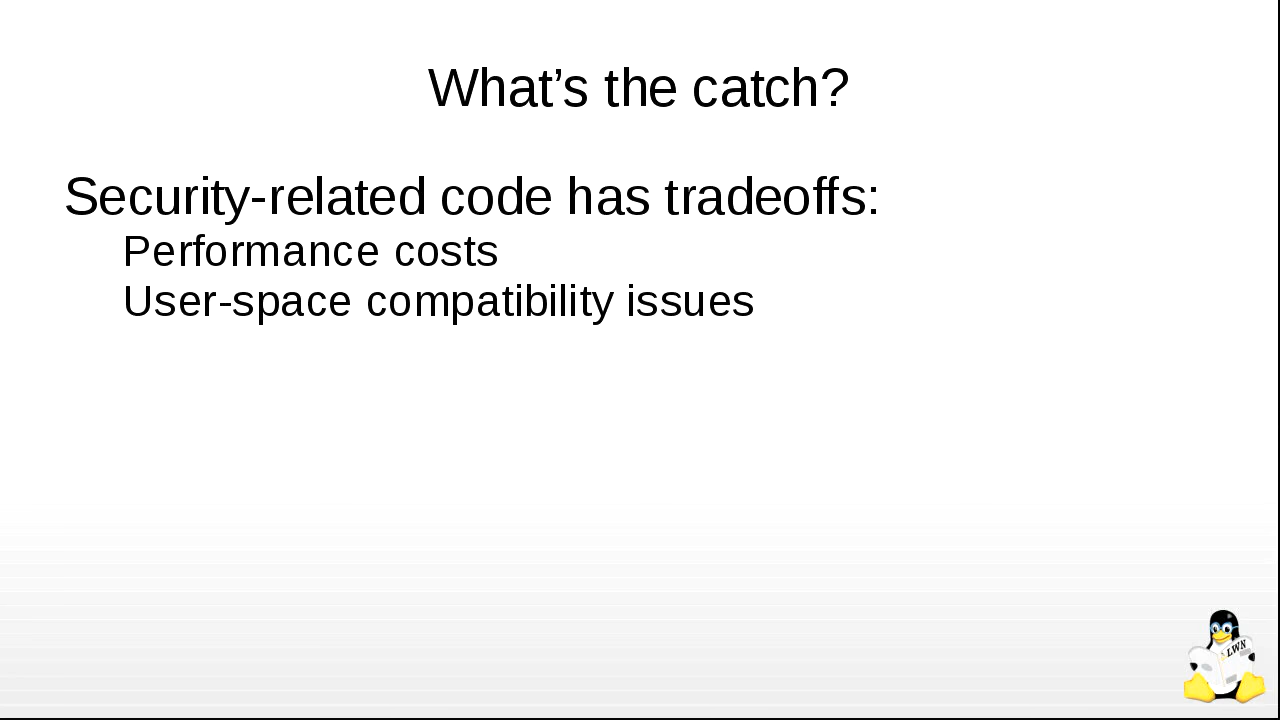 What’s the catch?
Security-related code has tradeoffs:
Performance costs
User-space compatibility issues
LWN